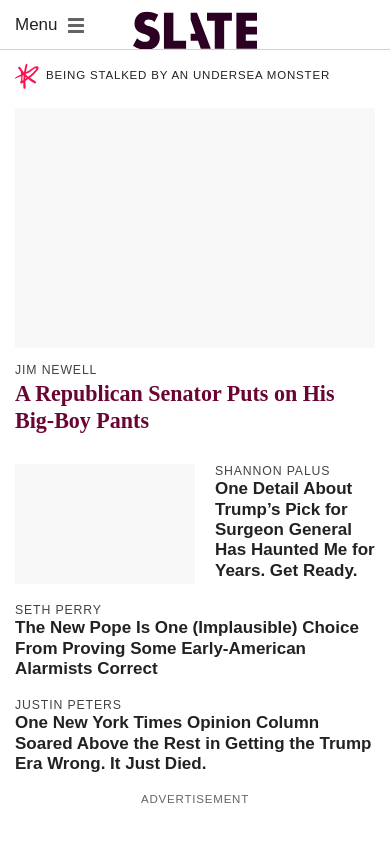 Menu
SLATE
BEING STALKED BY AN UNDERSEA MONSTER
JIM NEWELL
A Republican Senator Puts on His
Big-Boy Pants
SHANNON PALUS
One Detail About
Trump’s Pick for
Surgeon General
Has Haunted Me for
Years. Get Ready.
SETH PERRY
The New Pope Is One (Implausible) Choice
From Proving Some Early-American
Alarmists Correct
JUSTIN PETERS
One New York Times Opinion Column
Soared Above the Rest in Getting the Trump
Era Wrong. It Just Died.
ADVERTISEMENT